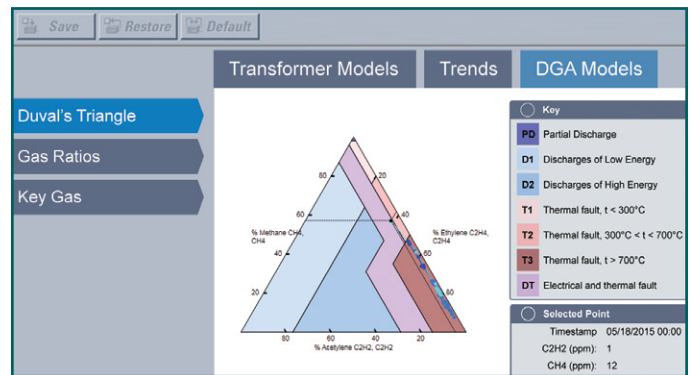 Save Restore Default
Transformer Models Trends DGA Models
Duval's Triangle
Gas Ratios
Key Gas
80
20
60
40
% Methane CH4,
CH4
% Ethylene C2H4,
C2H4
40
60
20
80
80 60 40 20
% Acetylene C2H2, C2H2
Key
PD Partial Discharge
D1 Discharges of Low Energy
D2 Discharges of High Energy
T1 Thermal fault, t < 300°C
T2 Thermal fault, 300°C < t < 700°C
T3 Thermal fault, t > 700°C
DT Electrical and thermal fault
Selected Point
Timestamp 05/18/2015 00:00
C2H2 (ppm): 1
CH4 (ppm): 12